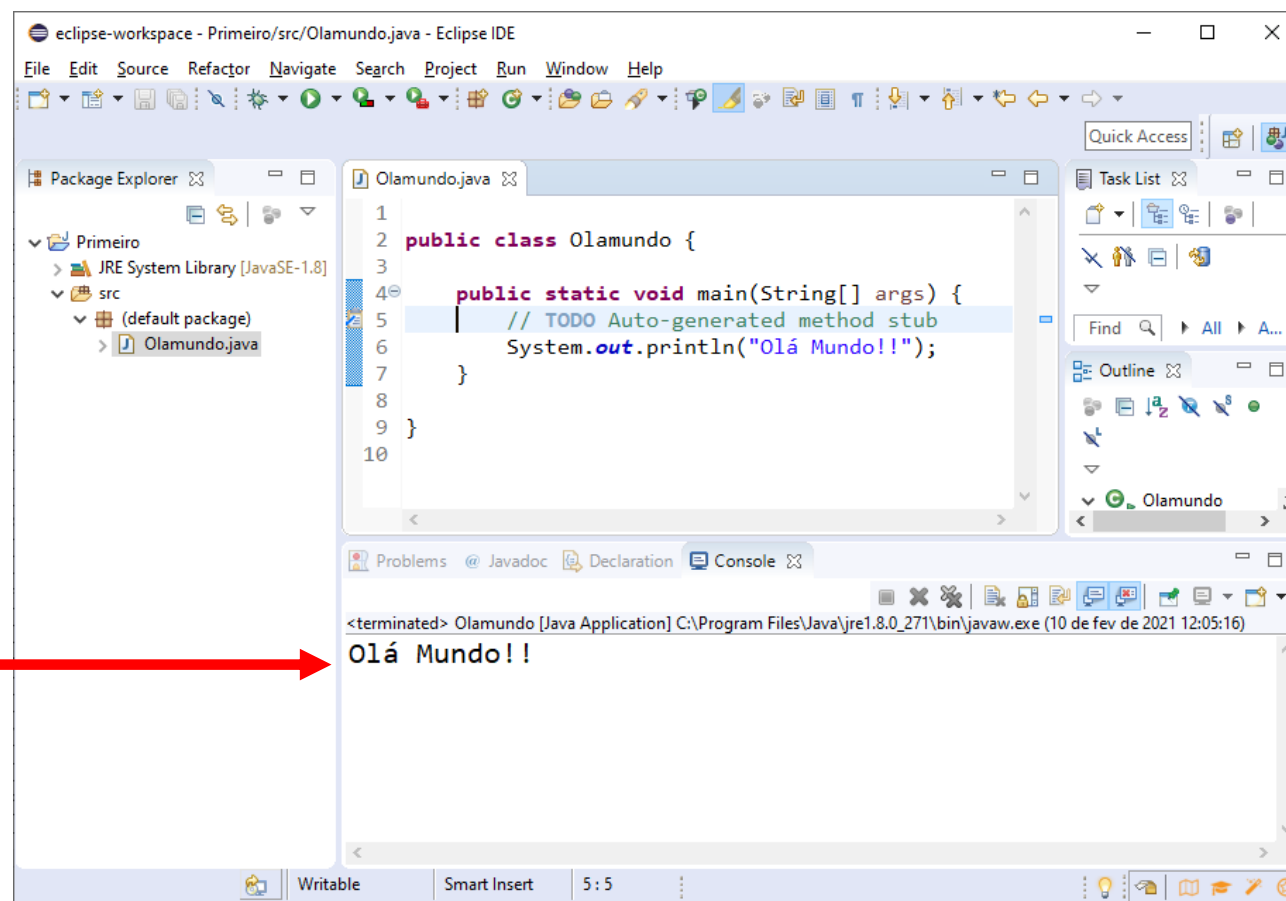 eclipse-workspace - Primeiro/src/Olamundo.java - Eclipse IDE
File Edit Source Refactor Navigate Search Project Run Window Help
Quick Access
Package Explorer
Primeiro
JRE System Library [JavaSE-1.8]
src
(default package)
Olamundo.java
Olamundo.java
1
2 public class Olamundo {
3
4 public static void main(String[] args) {
5 // TODO Auto-generated method stub
6 System.out.println("Olá Mundo!!");
7 }
8
9 }
10
Task List
Find All A...
Outline
Olamundo
Problems @ Javadoc Declaration Console
<terminated> Olamundo [Java Application] C:\Program Files\Java\jre1.8.0_271\bin\javaw.exe (10 de fev de 2021 12:05:16)
Olá Mundo!!
Writable Smart Insert 5 : 5